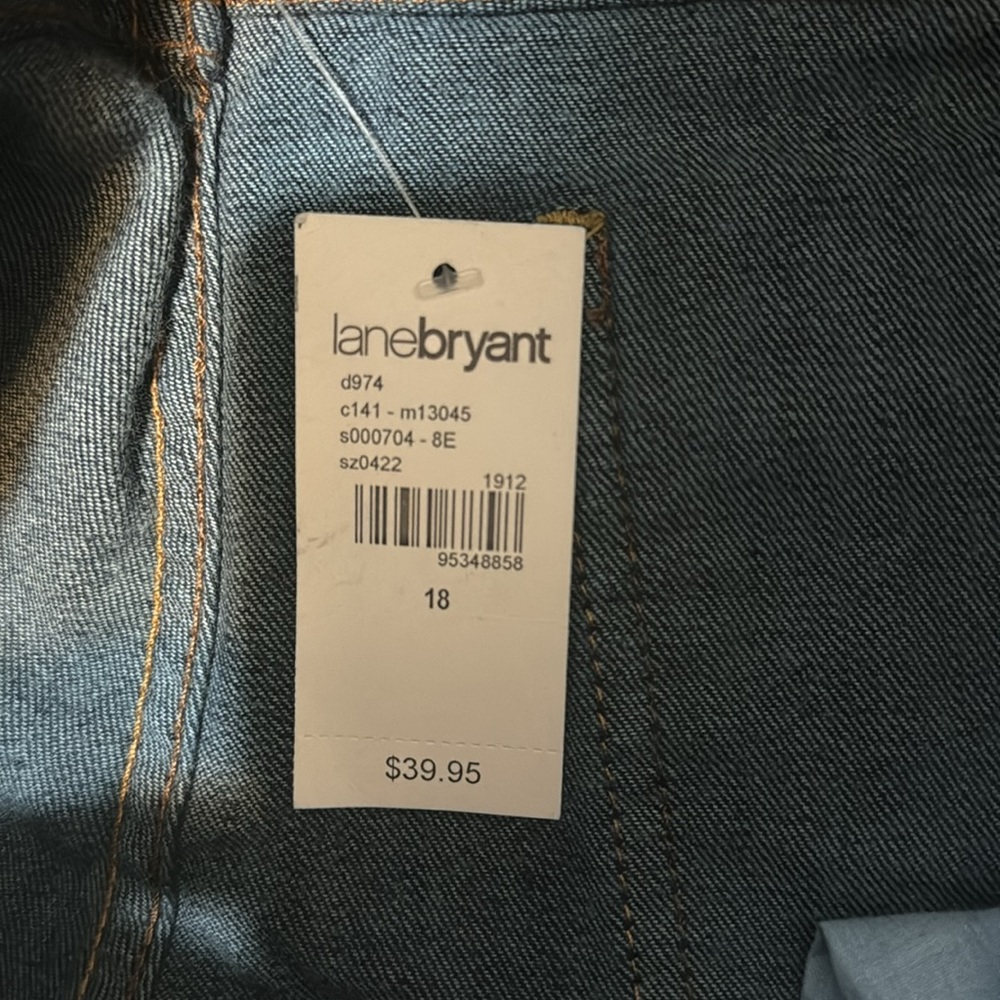 lanebryant
d974
c141 - m13045
s000704 - 8E
sz0422
1912
95348858
18
$39.95